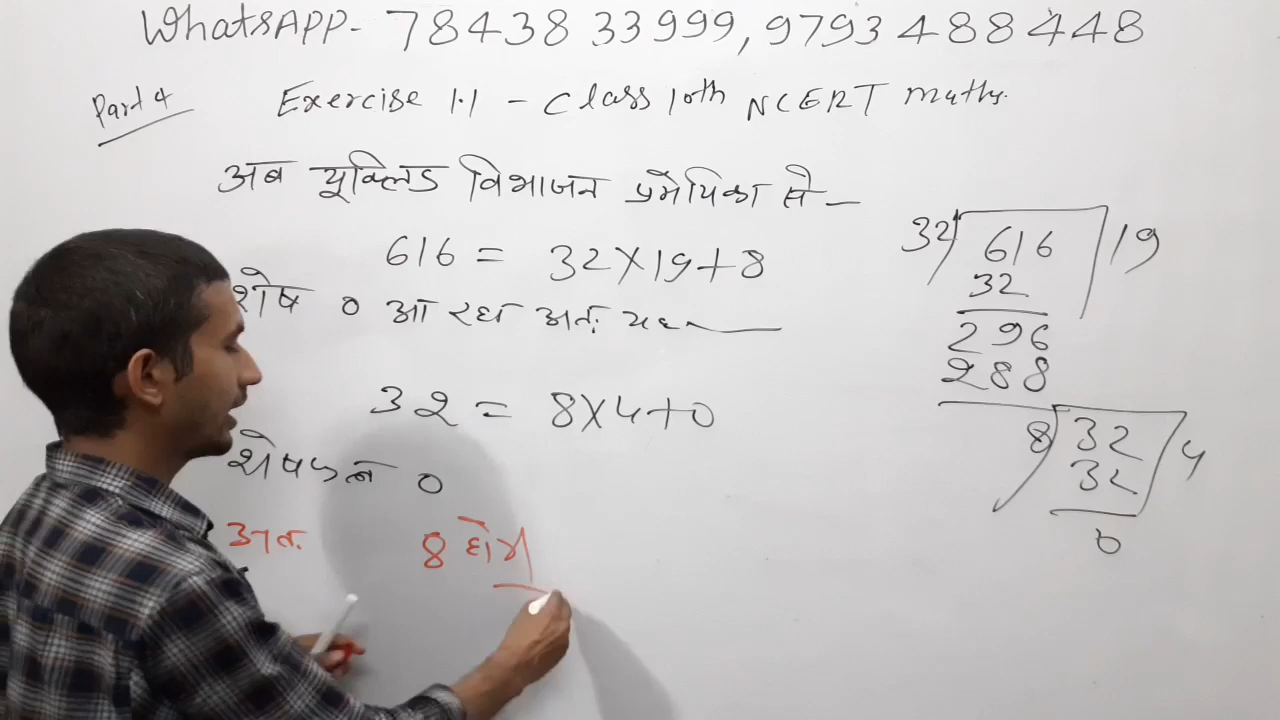 WhatsAPP- 7843833999, 9793488448
Part 4
Exercise 1.1 - Class 10th NCERT maths.
अब यूक्लिड विभाजन प्रमेयिका से -
616 = 32×19+8
शेष 0 आ रहा अतः यह
32 = 8×4+0
शेषफल 0
अतः 8 होगा
32 616 19
32
296
288
8 32 4
32
0